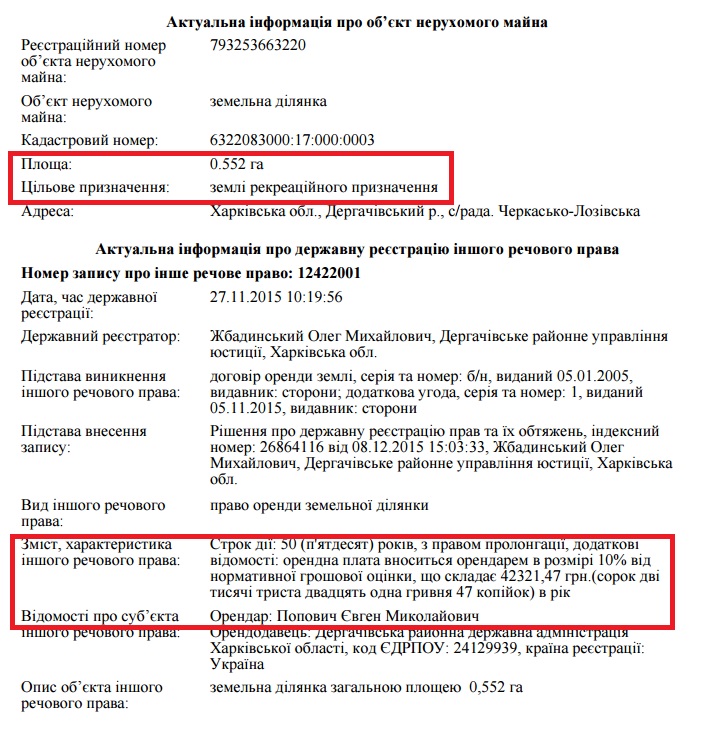 Актуальна інформація про об’єкт нерухомого майна
Реєстраційний номер 793253663220
об’єкта нерухомого
майна:
Об’єкт нерухомого земельна ділянка
майна:
Кадастровий номер: 6322083000:17:000:0003
Площа: 0.552 га
Цільове призначення: землі рекреаційного призначення
Адреса: Харківська обл., Дергачівський р., с/рада. Черкасько-Лозівська
Актуальна інформація про державну реєстрацію іншого речового права
Номер запису про інше речове право: 12422001
Дата, час державної 27.11.2015 10:19:56
реєстрації:
Державний реєстратор: Жбадинський Олег Михайлович, Дергачівське районне управління
юстиції, Харківська обл.
Підстава виникнення договір оренди землі, серія та номер: б/н, виданий 05.01.2005,
іншого речового права: видавник: сторони; додаткова угода, серія та номер: 1, виданий
05.11.2015, видавник: сторони
Підстава внесення Рішення про державну реєстрацію прав та їх обтяжень, індексний
запису: номер: 26864116 від 08.12.2015 15:03:33, Жбадинський Олег
Михайлович, Дергачівське районне управління юстиції, Харківська
обл.
Вид іншого речового право оренди земельної ділянки
права:
Зміст, характеристика Строк дії: 50 (п'ятдесят) років, з правом пролонгації, додаткові
іншого речового права: відомості: орендна плата вноситься орендарем в розмірі 10% від
нормативної грошової оцінки, що складає 42321,47 грн.(сорок дві
тисячі триста двадцять одна гривня 47 копійок) в рік
Відомості про суб’єкта Орендар: Попович Євген Миколайович
іншого речового права: Орендодавець: Дергачівська районна державна адміністрація
Харківської області, код ЄДРПОУ: 24129939, країна реєстрації:
Україна
Опис об’єкта іншого земельна ділянка загальною площею 0,552 га
речового права: